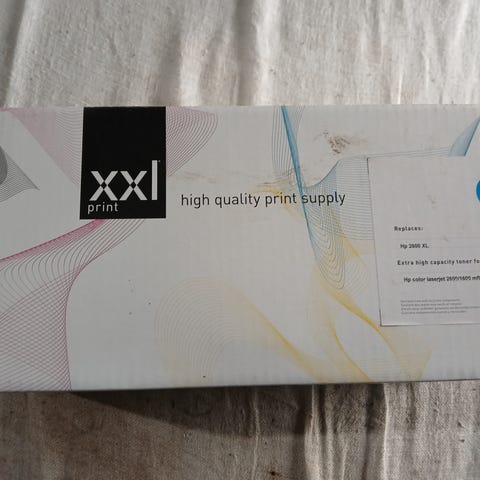 xxl
print
high quality print supply
Replaces:
Hp 2600 XL
Extra high capacity toner fo
Hp color laserjet 2600/1600 mf